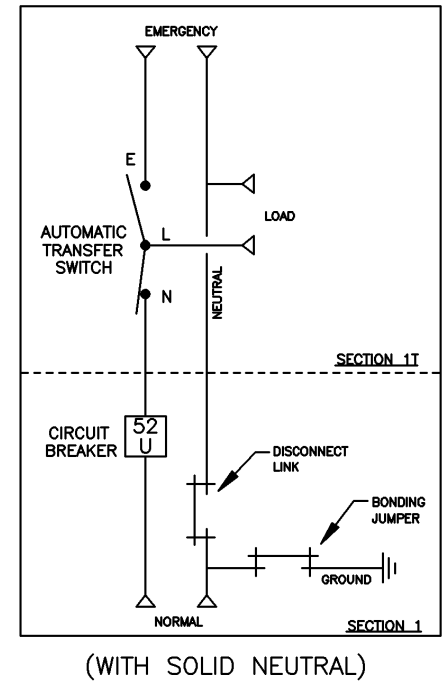 EMERGENCY
E
LOAD
AUTOMATIC
TRANSFER
SWITCH
L
N
NEUTRAL
SECTION 1T
CIRCUIT
BREAKER
52
U
DISCONNECT
LINK
BONDING
JUMPER
GROUND
NORMAL
SECTION 1
(WITH SOLID NEUTRAL)